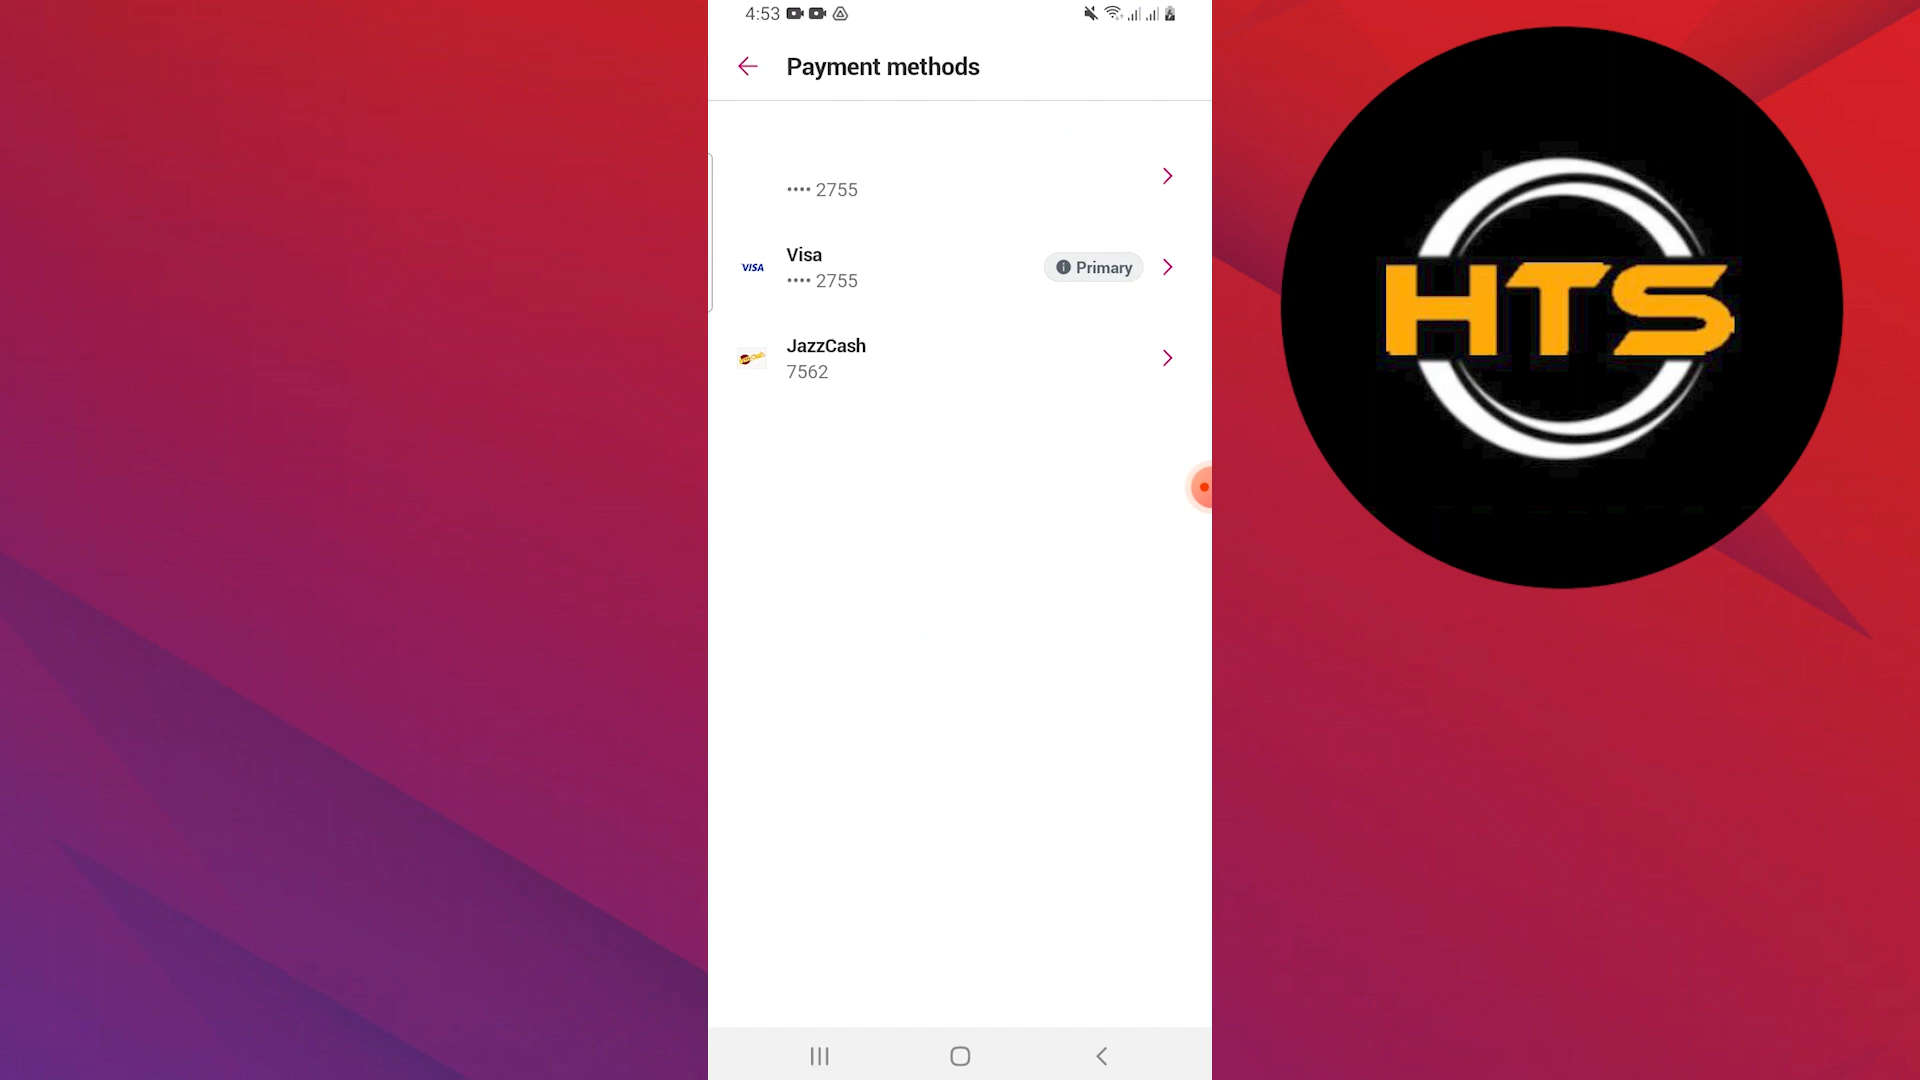 4:53
Payment methods
•••• 2755
VISA
Visa
•••• 2755
Primary
JazzCash
7562
HTS